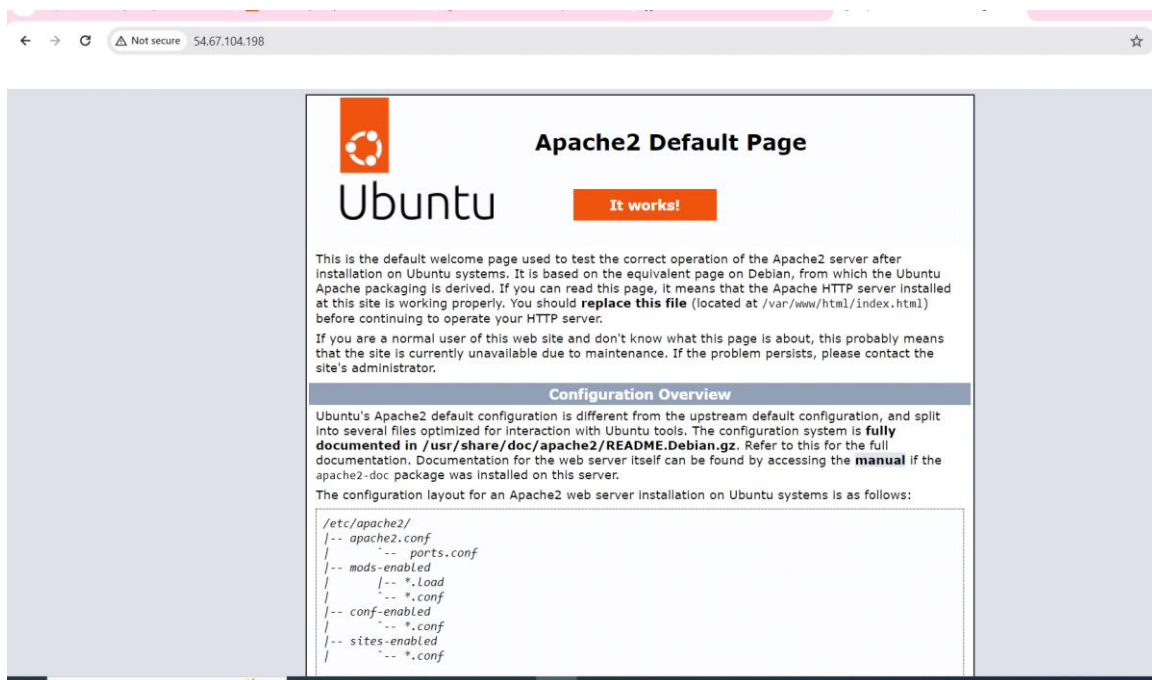 Not secure 54.67.104.198
Apache2 Default Page
Ubuntu
It works!
This is the default welcome page used to test the correct operation of the Apache2 server after
installation on Ubuntu systems. It is based on the equivalent page on Debian, from which the Ubuntu
Apache packaging is derived. If you can read this page, it means that the Apache HTTP server installed
at this site is working properly. You should replace this file (located at /var/www/html/index.html)
before continuing to operate your HTTP server.
If you are a normal user of this web site and don't know what this page is about, this probably means
that the site is currently unavailable due to maintenance. If the problem persists, please contact the
site's administrator.
Configuration Overview
Ubuntu's Apache2 default configuration is different from the upstream default configuration, and split
into several files optimized for interaction with Ubuntu tools. The configuration system is fully
documented in /usr/share/doc/apache2/README.Debian.gz. Refer to this for the full
documentation. Documentation for the web server itself can be found by accessing the manual if the
apache2-doc package was installed on this server.
The configuration layout for an Apache2 web server installation on Ubuntu systems is as follows:
/etc/apache2/
|-- apache2.conf
|       `--  ports.conf
|-- mods-enabled
|       |-- *.load
|       `-- *.conf
|-- conf-enabled
|       `-- *.conf
|-- sites-enabled
|       `-- *.conf